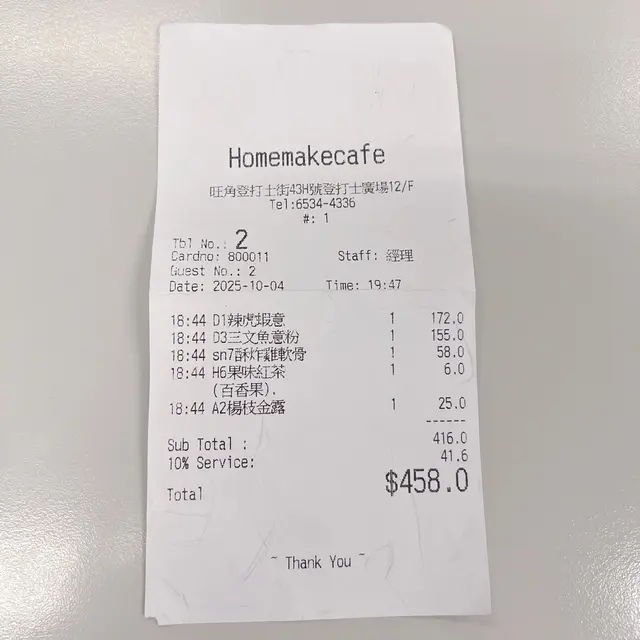 Homemakecafe
旺角登打士街43H號登打士廣場12/F
Tel:6534-4336
#: 1
Tbl No.: 2
Cardno: 800011 Staff: 經理
Guest No.: 2
Date: 2025-10-04 Time: 19:47
18:44 D1辣虎蝦意 1 172.0
18:44 D3三文魚意粉 1 155.0
18:44 sn7酥炸雞軟骨 1 58.0
18:44 H6果味紅茶 1 6.0
(百香果).
18:44 A2楊枝金露 1 25.0
------
Sub Total : 416.0
10% Service: 41.6
Total $458.0
~ Thank You ~